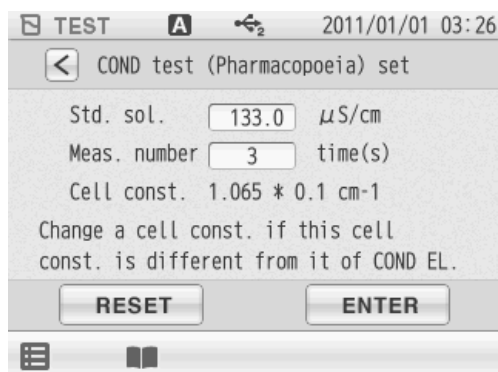 TEST A 2 2011/01/01 03:26
< COND test (Pharmacopoeia) set
Std. sol. 133.0 μS/cm
Meas. number 3 time(s)
Cell const. 1.065 * 0.1 cm-1
Change a cell const. if this cell
const. is different from it of COND EL.
RESET ENTER